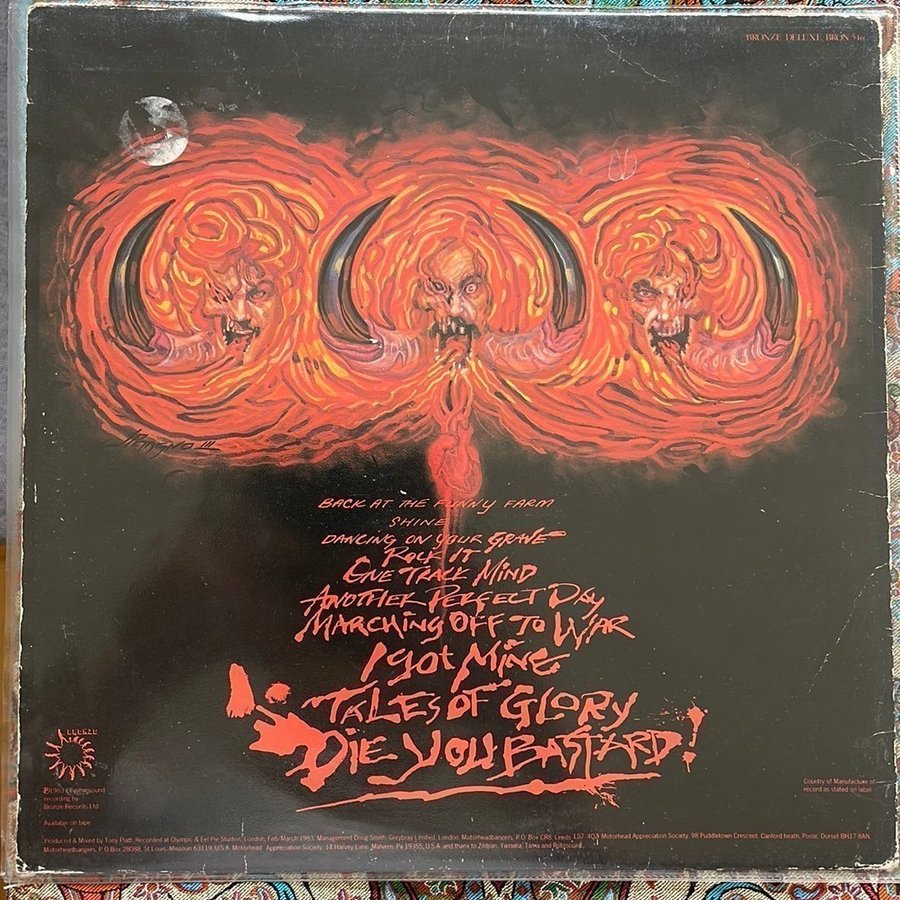 BRONZE DELUXE BRON 546
BACK AT THE FUNNY FARM
SHINE
DANCING ON YOUR GRAVE
ROCK IT
ONE TRACK MIND
ANOTHER PERFECT DAY
MARCHING OFF TO WAR
I got Mine
TALES OF GLORY
DIE YOU BASTARD!
BRONZE
℗1983
recording by
Bronze Records Ltd
Available on tape
Country of Manufacture of
record as stated on label
Produced & Mixed by Tony Platt. Recorded at Olympic & Eel Pie Studios, London, Feb/March 1983. Management Doug Smith, Greybray Limited, London. Motorheadbangers, P.O. Box CR8, Leeds, LS7 4QJ. Motorhead Appreciation Society, 98 Puddletown Crescent, Canford heath, Poole, Dorset BH17 8AN
Motorheadbangers, P O Box 28088, St Louis, Missouri 63119, U.S.A. Motorhead Appreciation Society, 14 Harvey Lane, Malvern, Pa 19355, U.S.A. and thanx to Zildjian, Yamaha, Tama and Rotosound.